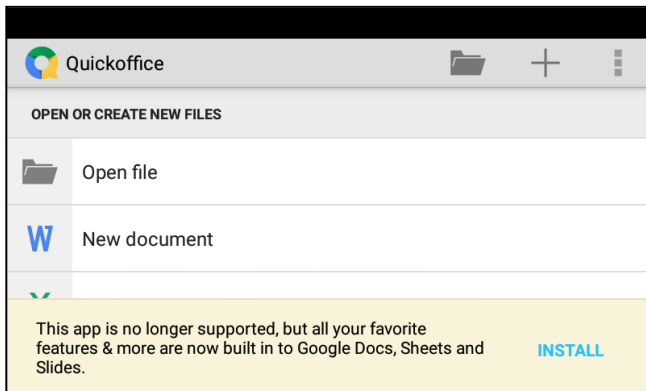 Quickoffice
OPEN OR CREATE NEW FILES
Open file
W New document
This app is no longer supported, but all your favorite
features & more are now built in to Google Docs, Sheets and
Slides.
INSTALL